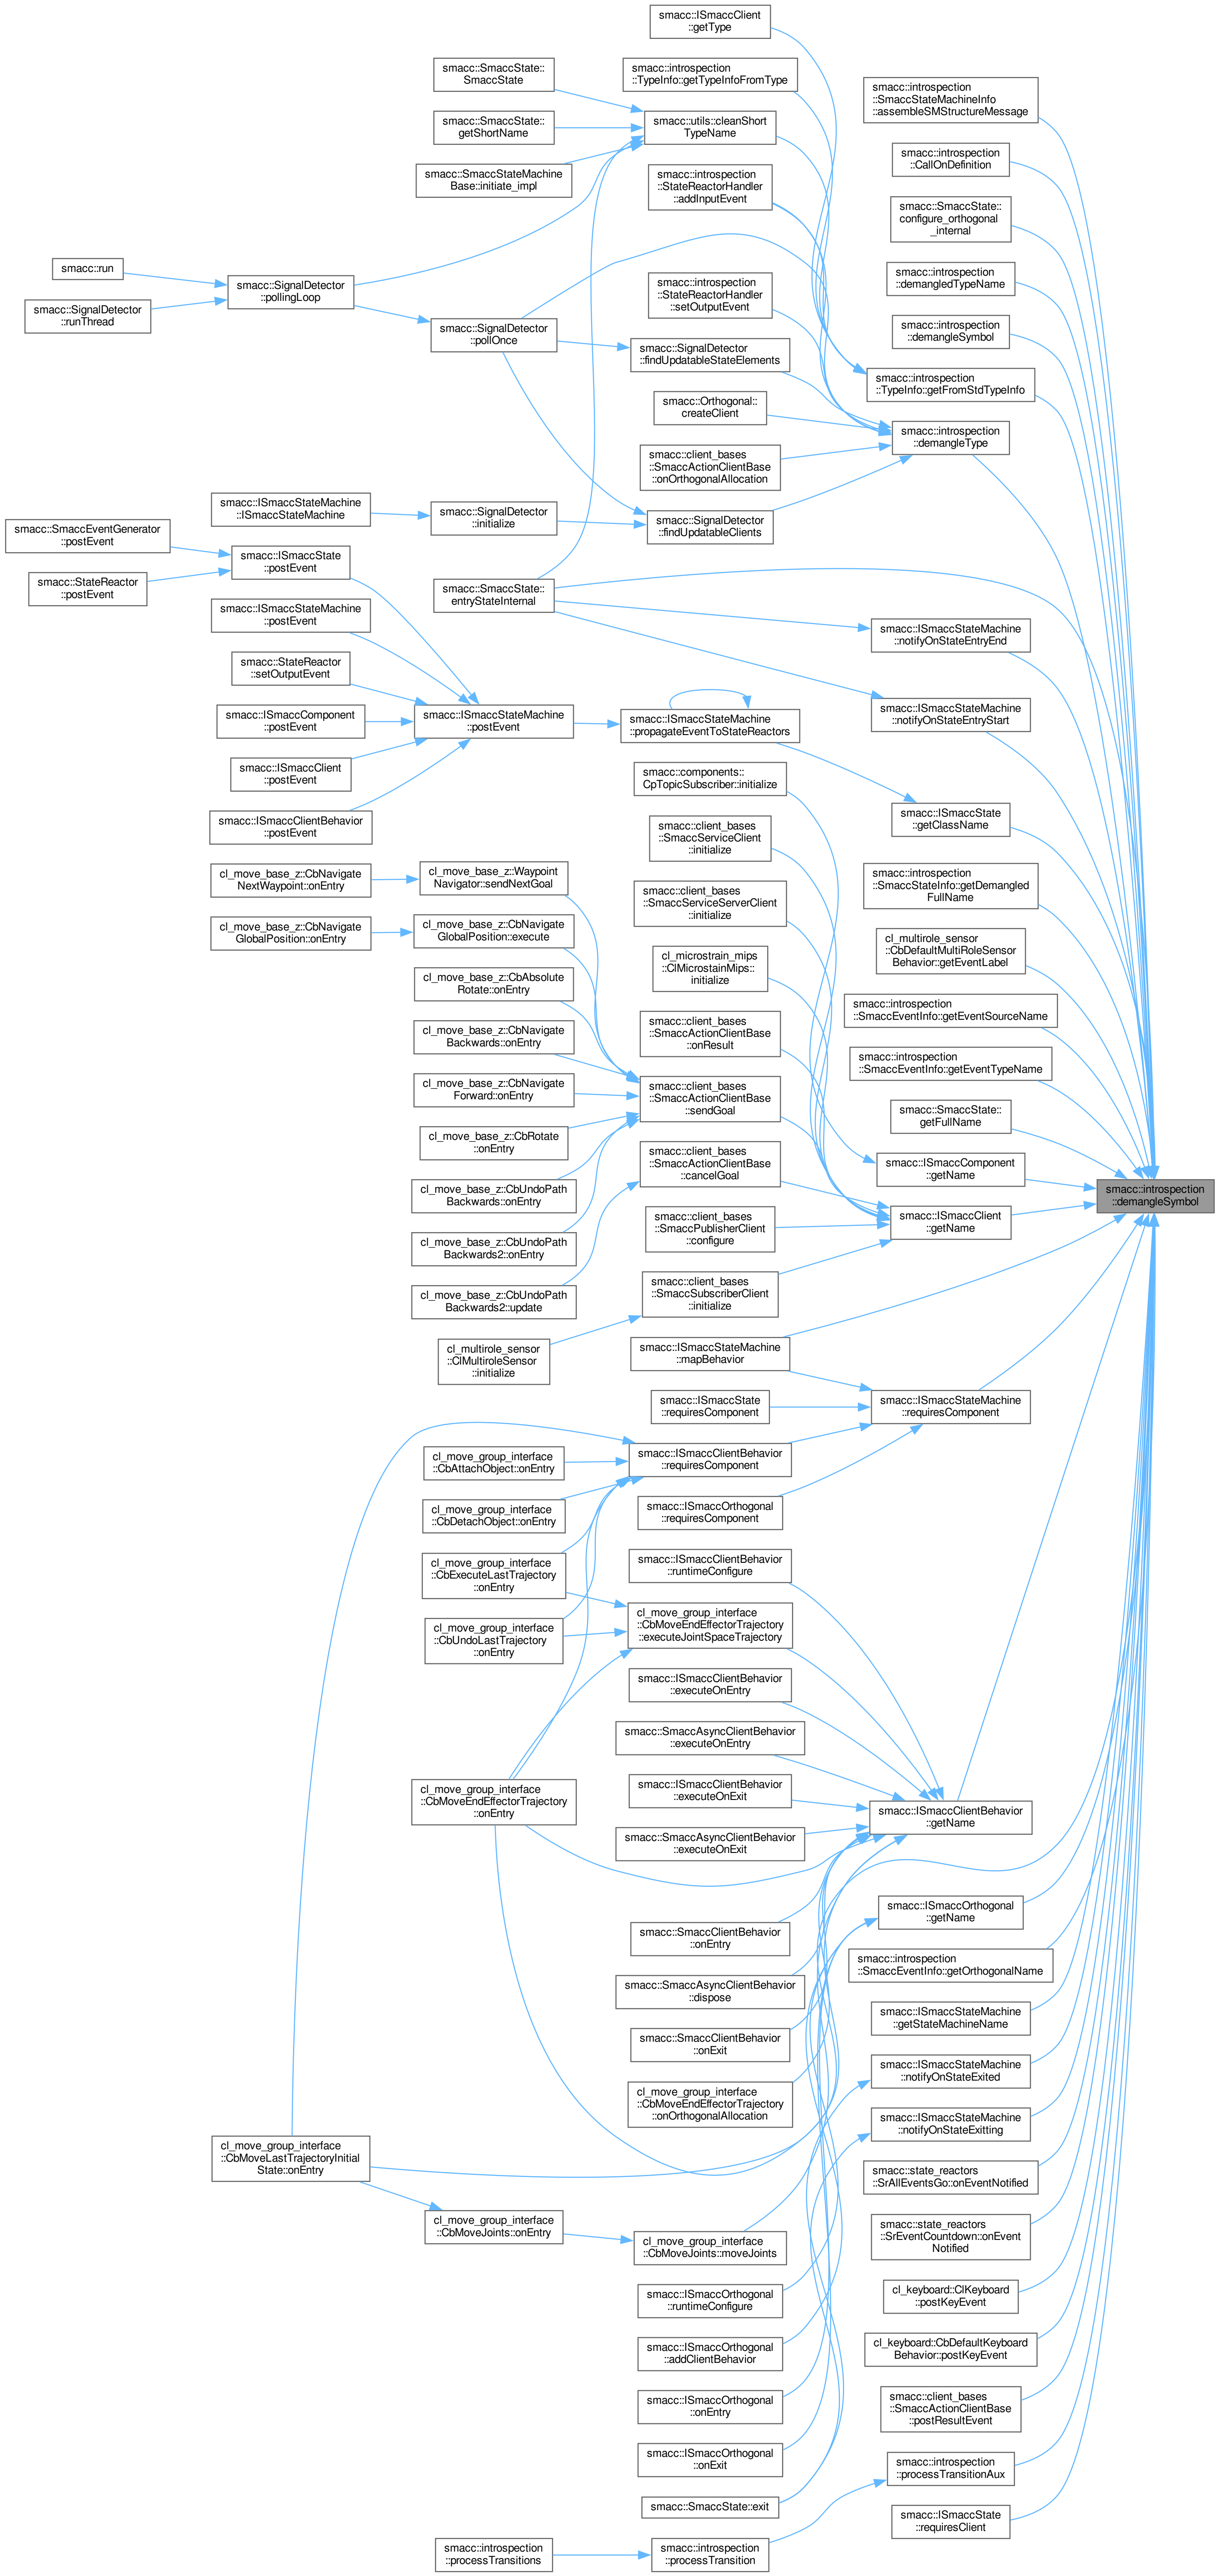 smacc::ISmaccClient
::getType
smacc::SmaccState::
SmaccState
smacc::introspection
::TypeInfo::getTypeInfoFromType
smacc::introspection
::SmaccStateMachineInfo
::assembleSMStructureMessage
smacc::SmaccState::
getShortName
smacc::utils::cleanShort
TypeName
smacc::introspection
::CallOnDefinition
smacc::SmaccStateMachine
Base::initiate_impl
smacc::introspection
::StateReactorHandler
::addInputEvent
smacc::SmaccState::
configure_orthogonal
_internal
smacc::run
smacc::SignalDetector
::pollingLoop
smacc::introspection
::StateReactorHandler
::setOutputEvent
smacc::introspection
::demangledTypeName
smacc::SignalDetector
::runThread
smacc::SignalDetector
::pollOnce
smacc::SignalDetector
::findUpdatableStateElements
smacc::introspection
::demangleSymbol
smacc::introspection
::TypeInfo::getFromStdTypeInfo
smacc::Orthogonal::
createClient
smacc::introspection
::demangleType
smacc::client_bases
::SmaccActionClientBase
::onOrthogonalAllocation
smacc::ISmaccStateMachine
::ISmaccStateMachine
smacc::SignalDetector
::initialize
smacc::SignalDetector
::findUpdatableClients
smacc::SmaccEventGenerator
::postEvent
smacc::ISmaccState
::postEvent
smacc::StateReactor
::postEvent
smacc::SmaccState::
entryStateInternal
smacc::ISmaccStateMachine
::postEvent
smacc::ISmaccStateMachine
::notifyOnStateEntryEnd
smacc::StateReactor
::setOutputEvent
smacc::ISmaccComponent
::postEvent
smacc::ISmaccStateMachine
::postEvent
smacc::ISmaccStateMachine
::propagateEventToStateReactors
smacc::ISmaccStateMachine
::notifyOnStateEntryStart
smacc::ISmaccClient
::postEvent
smacc::components::
CpTopicSubscriber::initialize
smacc::ISmaccClientBehavior
::postEvent
smacc::client_bases
::SmaccServiceClient
::initialize
smacc::ISmaccState
::getClassName
cl_move_base_z::CbNavigate
NextWaypoint::onEntry
cl_move_base_z::Waypoint
Navigator::sendNextGoal
smacc::client_bases
::SmaccServiceServerClient
::initialize
smacc::introspection
::SmaccStateInfo::getDemangled
FullName
cl_move_base_z::CbNavigate
GlobalPosition::onEntry
cl_move_base_z::CbNavigate
GlobalPosition::execute
cl_microstrain_mips
::ClMicrostainMips::
initialize
cl_multirole_sensor
::CbDefaultMultiRoleSensor
Behavior::getEventLabel
cl_move_base_z::CbAbsolute
Rotate::onEntry
smacc::introspection
::SmaccEventInfo::getEventSourceName
cl_move_base_z::CbNavigate
Backwards::onEntry
smacc::client_bases
::SmaccActionClientBase
::onResult
smacc::introspection
::SmaccEventInfo::getEventTypeName
cl_move_base_z::CbNavigate
Forward::onEntry
smacc::client_bases
::SmaccActionClientBase
::sendGoal
smacc::SmaccState::
getFullName
cl_move_base_z::CbRotate
::onEntry
smacc::client_bases
::SmaccActionClientBase
::cancelGoal
smacc::ISmaccComponent
::getName
cl_move_base_z::CbUndoPath
Backwards::onEntry
smacc::introspection
::demangleSymbol
cl_move_base_z::CbUndoPath
Backwards2::onEntry
smacc::client_bases
::SmaccPublisherClient
::configure
smacc::ISmaccClient
::getName
cl_move_base_z::CbUndoPath
Backwards2::update
smacc::client_bases
::SmaccSubscriberClient
::initialize
cl_multirole_sensor
::ClMultiroleSensor
::initialize
smacc::ISmaccStateMachine
::mapBehavior
smacc::ISmaccState
::requiresComponent
smacc::ISmaccStateMachine
::requiresComponent
cl_move_group_interface
::CbAttachObject::onEntry
smacc::ISmaccClientBehavior
::requiresComponent
cl_move_group_interface
::CbDetachObject::onEntry
smacc::ISmaccOrthogonal
::requiresComponent
cl_move_group_interface
::CbExecuteLastTrajectory
::onEntry
smacc::ISmaccClientBehavior
::runtimeConfigure
cl_move_group_interface
::CbUndoLastTrajectory
::onEntry
cl_move_group_interface
::CbMoveEndEffectorTrajectory
::executeJointSpaceTrajectory
smacc::ISmaccClientBehavior
::executeOnEntry
smacc::SmaccAsyncClientBehavior
::executeOnEntry
cl_move_group_interface
::CbMoveEndEffectorTrajectory
::onEntry
smacc::ISmaccClientBehavior
::executeOnExit
smacc::ISmaccClientBehavior
::getName
smacc::SmaccAsyncClientBehavior
::executeOnExit
smacc::SmaccClientBehavior
::onEntry
smacc::ISmaccOrthogonal
::getName
smacc::SmaccAsyncClientBehavior
::dispose
smacc::introspection
::SmaccEventInfo::getOrthogonalName
smacc::SmaccClientBehavior
::onExit
smacc::ISmaccStateMachine
::getStateMachineName
cl_move_group_interface
::CbMoveEndEffectorTrajectory
::onOrthogonalAllocation
smacc::ISmaccStateMachine
::notifyOnStateExited
cl_move_group_interface
::CbMoveLastTrajectoryInitial
State::onEntry
smacc::ISmaccStateMachine
::notifyOnStateExitting
smacc::state_reactors
::SrAllEventsGo::onEventNotified
cl_move_group_interface
::CbMoveJoints::onEntry
cl_move_group_interface
::CbMoveJoints::moveJoints
smacc::state_reactors
::SrEventCountdown::onEvent
Notified
smacc::ISmaccOrthogonal
::runtimeConfigure
cl_keyboard::ClKeyboard
::postKeyEvent
smacc::ISmaccOrthogonal
::addClientBehavior
cl_keyboard::CbDefaultKeyboard
Behavior::postKeyEvent
smacc::ISmaccOrthogonal
::onEntry
smacc::client_bases
::SmaccActionClientBase
::postResultEvent
smacc::ISmaccOrthogonal
::onExit
smacc::introspection
::processTransitionAux
smacc::SmaccState::exit
smacc::ISmaccState
::requiresClient
smacc::introspection
::processTransitions
smacc::introspection
::processTransition